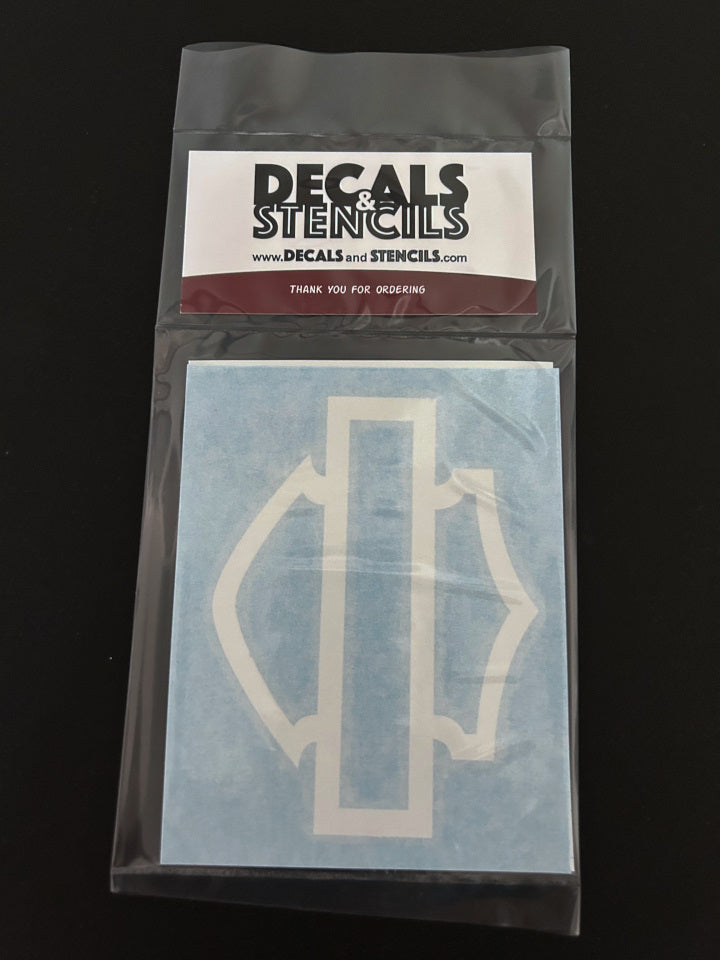 DECALS
&
STENCILS
www.DECALS and STENCILS.com
THANK YOU FOR ORDERING